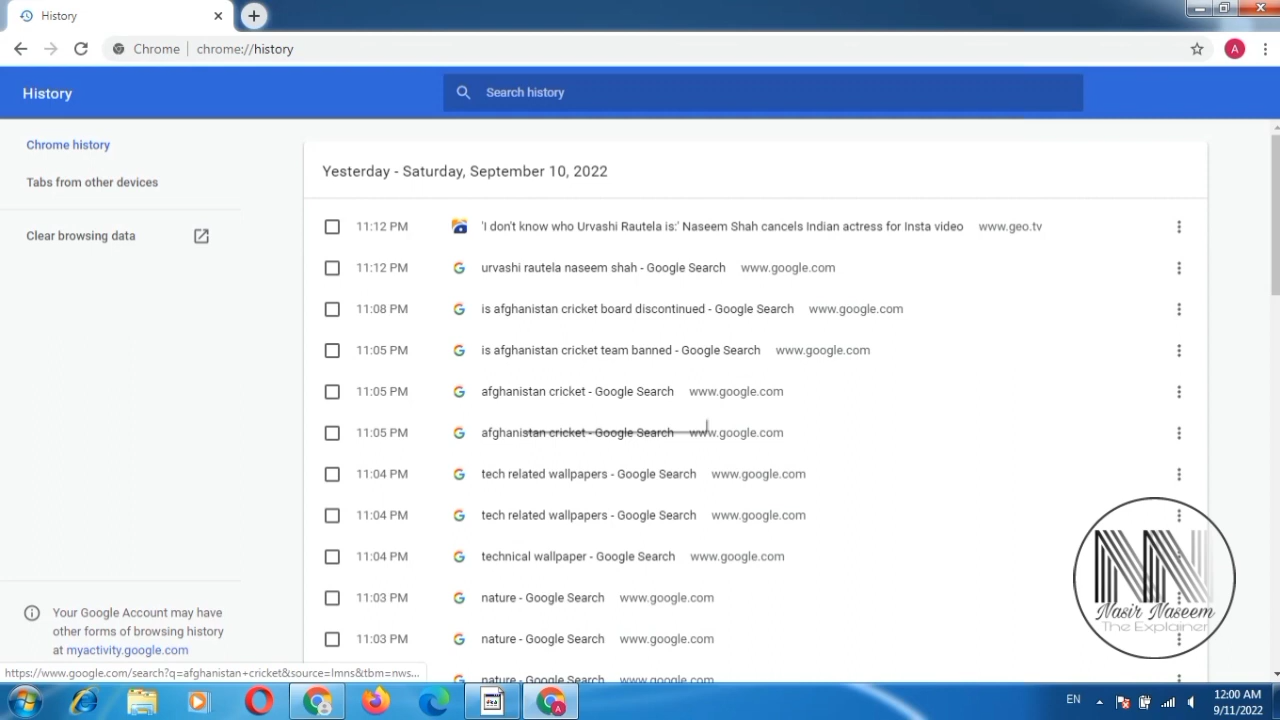 History
Chrome
chrome://history
A
History
Search history
Chrome history
Tabs from other devices
Clear browsing data
Yesterday - Saturday, September 10, 2022
11:12 PM 'I don't know who Urvashi Rautela is:' Naseem Shah cancels Indian actress for Insta video www.geo.tv
11:12 PM urvashi rautela naseem shah - Google Search www.google.com
11:08 PM is afghanistan cricket board discontinued - Google Search www.google.com
11:05 PM is afghanistan cricket team banned - Google Search www.google.com
11:05 PM afghanistan cricket - Google Search www.google.com
11:05 PM afghanistan cricket - Google Search www.google.com
11:04 PM tech related wallpapers - Google Search www.google.com
11:04 PM tech related wallpapers - Google Search www.google.com
11:04 PM technical wallpaper - Google Search www.google.com
11:03 PM nature - Google Search www.google.com
11:03 PM nature - Google Search www.google.com
nature - Google Search www.google.com
Your Google Account may have
other forms of browsing history
at myactivity.google.com
https://www.google.com/search?q=afghanistan+cricket&source=lmns&tbm=nws...
NN
Nasir Naseem
The Explainer
EN
12:00 AM
9/11/2022